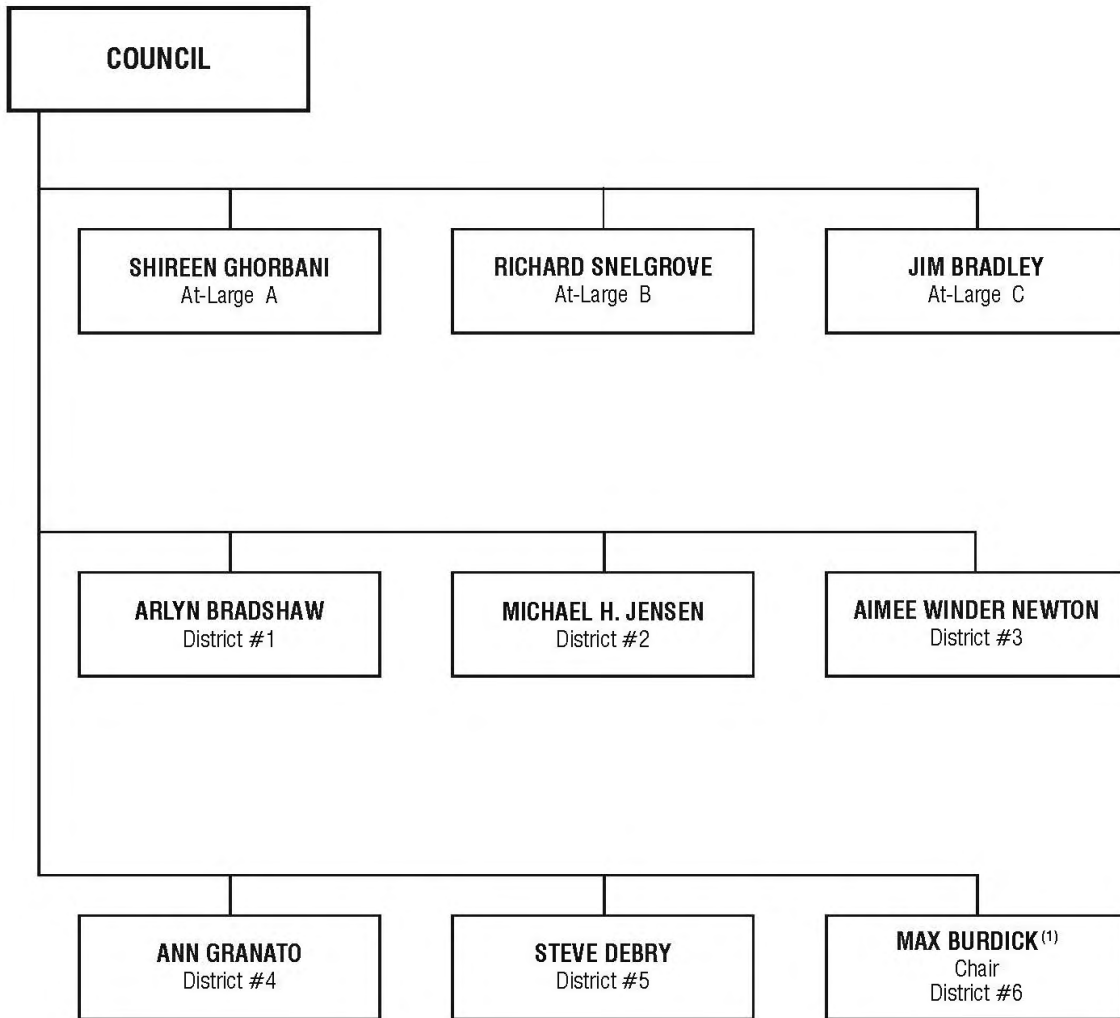 COUNCIL
SHIREEN GHORBANI
At-Large A
RICHARD SNELGROVE
At-Large B
JIM BRADLEY
At-Large C
ARLYN BRADSHAW
District #1
MICHAEL H. JENSEN
District #2
AIMEE WINDER NEWTON
District #3
ANN GRANATO
District #4
STEVE DEBRY
District #5
MAX BURDICK (1)
Chair
District #6